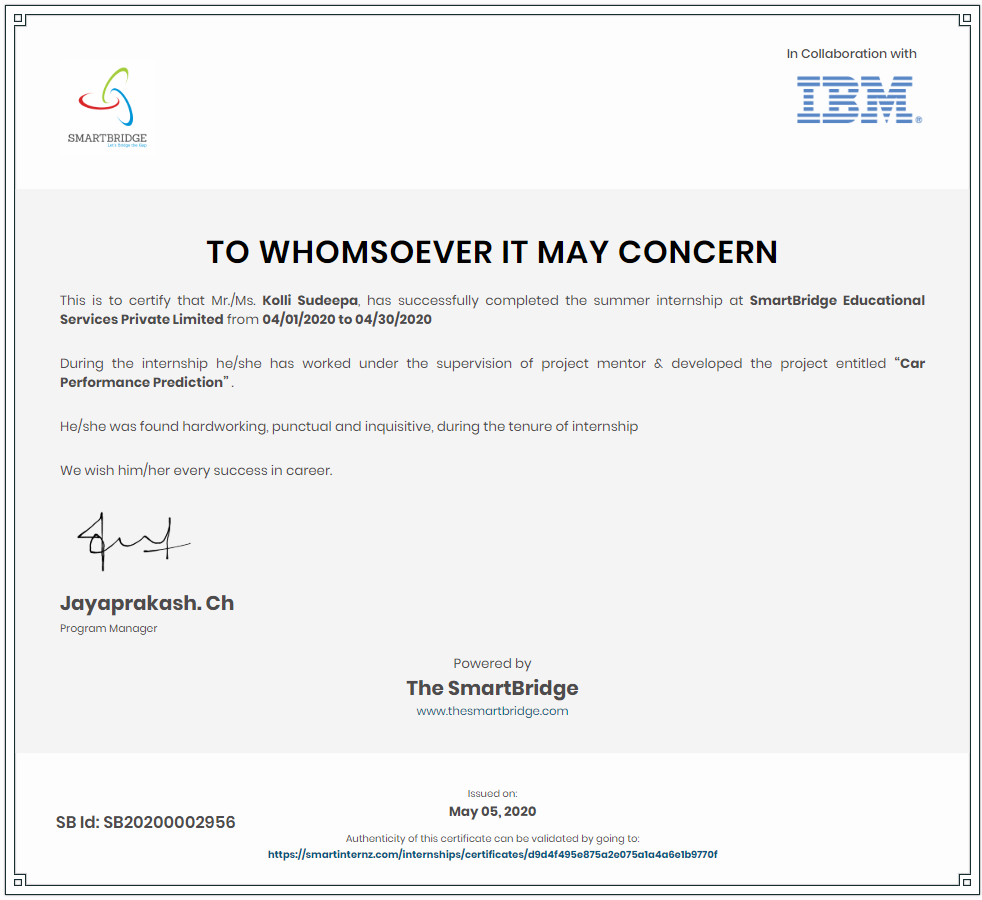 In Collaboration with
IBM®
SMARTBRIDGE
Let's Bridge the Gap
TO WHOMSOEVER IT MAY CONCERN
This is to certify that Mr./Ms. Kolli Sudeepa, has successfully completed the summer internship at SmartBridge Educational
Services Private Limited from 04/01/2020 to 04/30/2020
During the internship he/she has worked under the supervision of project mentor & developed the project entitled “Car
Performance Prediction” .
He/she was found hardworking, punctual and inquisitive, during the tenure of internship
We wish him/her every success in career.
Jayaprakash. Ch
Program Manager
Powered by
The SmartBridge
www.thesmartbridge.com
Issued on:
May 05, 2020
SB Id: SB20200002956
Authenticity of this certificate can be validated by going to:
https://smartinternz.com/internships/certificates/d9d4f495e875a2e075a1a4a6e1b9770f